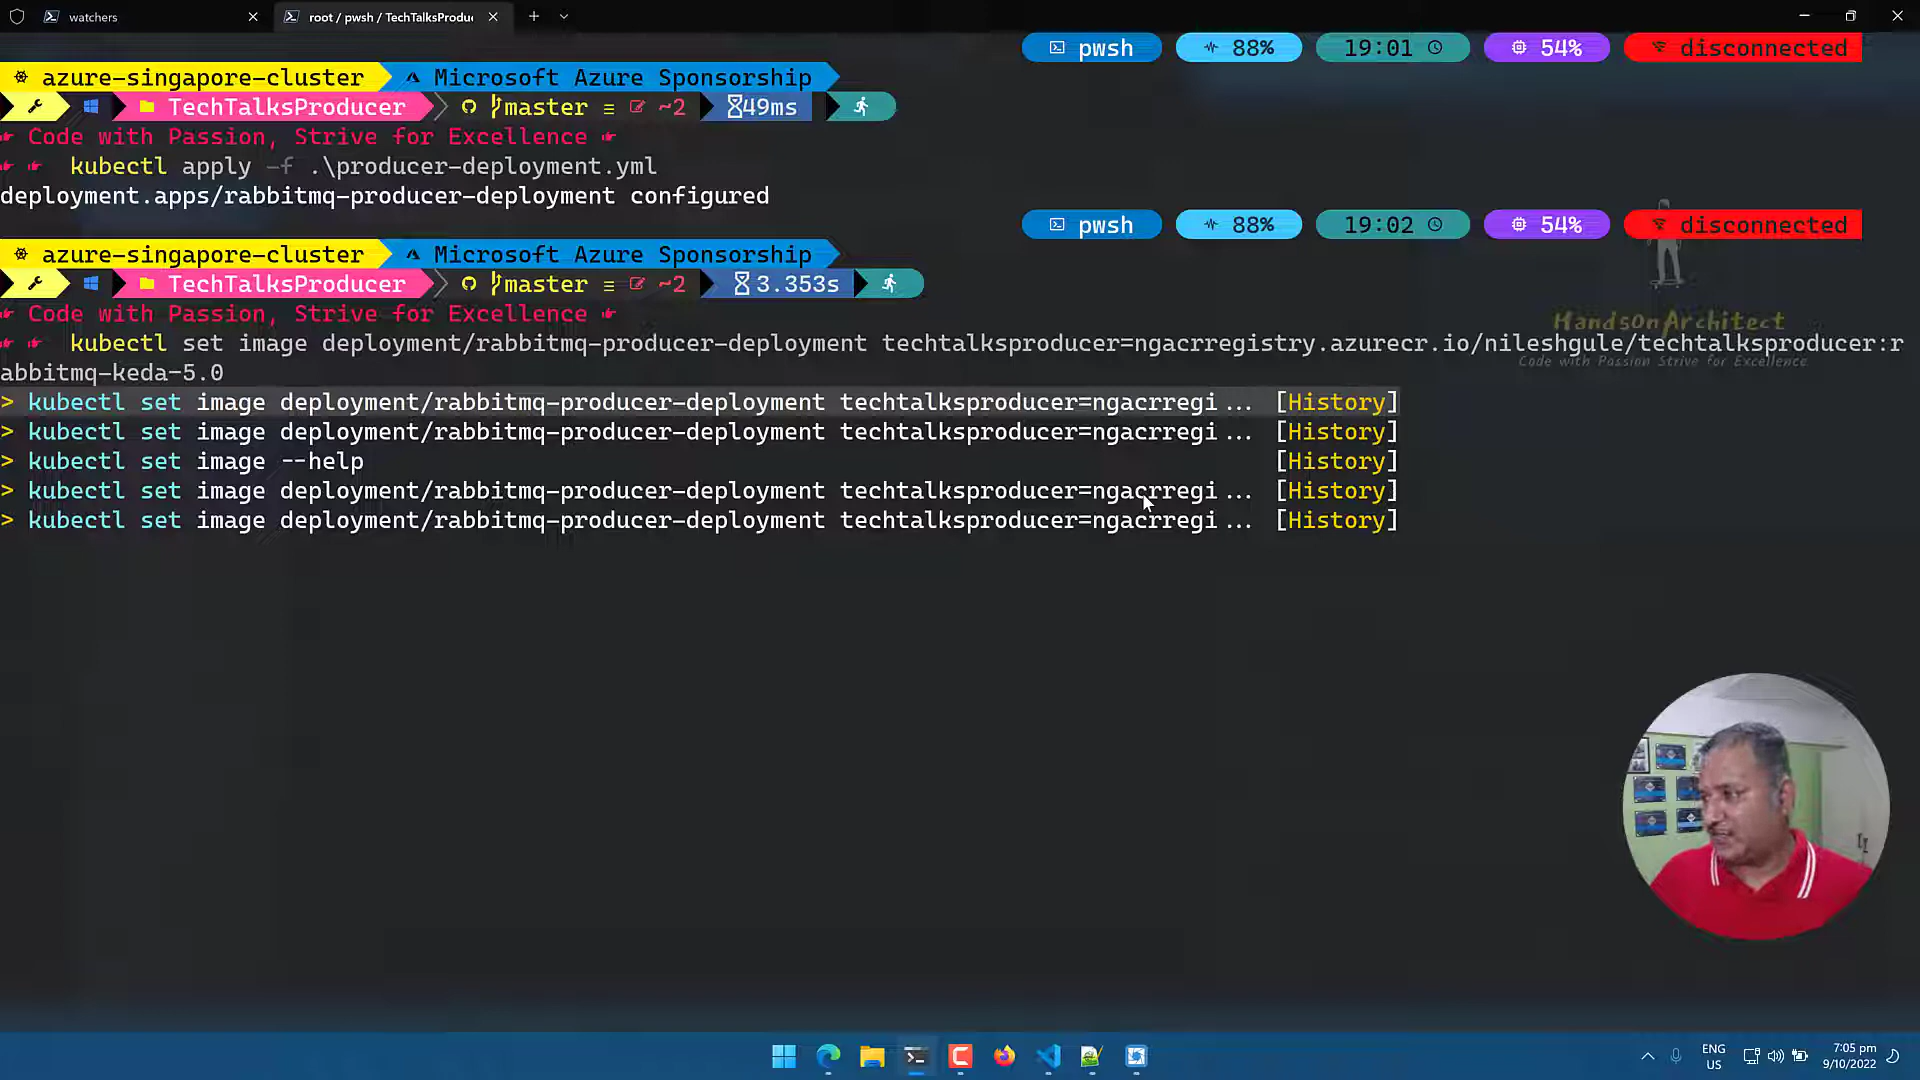 watchers
root / pwsh / TechTalksProdu
pwsh 88% 19:01 54% disconnected
azure-singapore-cluster Microsoft Azure Sponsorship
TechTalksProducer master ≡ ~2 49ms
Code with Passion, Strive for Excellence
kubectl apply -f .\producer-deployment.yml
deployment.apps/rabbitmq-producer-deployment configured
pwsh 88% 19:02 54% disconnected
azure-singapore-cluster Microsoft Azure Sponsorship
TechTalksProducer master ≡ ~2 3.353s
Code with Passion, Strive for Excellence
HandsOnArchitect
kubectl set image deployment/rabbitmq-producer-deployment techtalksproducer=ngacrregistry.azurecr.io/nileshgule/techtalksproducer:r
Code with Passion Strive for Excellence
abbitmq-keda-5.0
> kubectl set image deployment/rabbitmq-producer-deployment techtalksproducer=ngacrregi... [History]
> kubectl set image deployment/rabbitmq-producer-deployment techtalksproducer=ngacrregi... [History]
> kubectl set image --help [History]
> kubectl set image deployment/rabbitmq-producer-deployment techtalksproducer=ngacrregi... [History]
> kubectl set image deployment/rabbitmq-producer-deployment techtalksproducer=ngacrregi... [History]
ENG
US
7:05 pm
9/10/2022